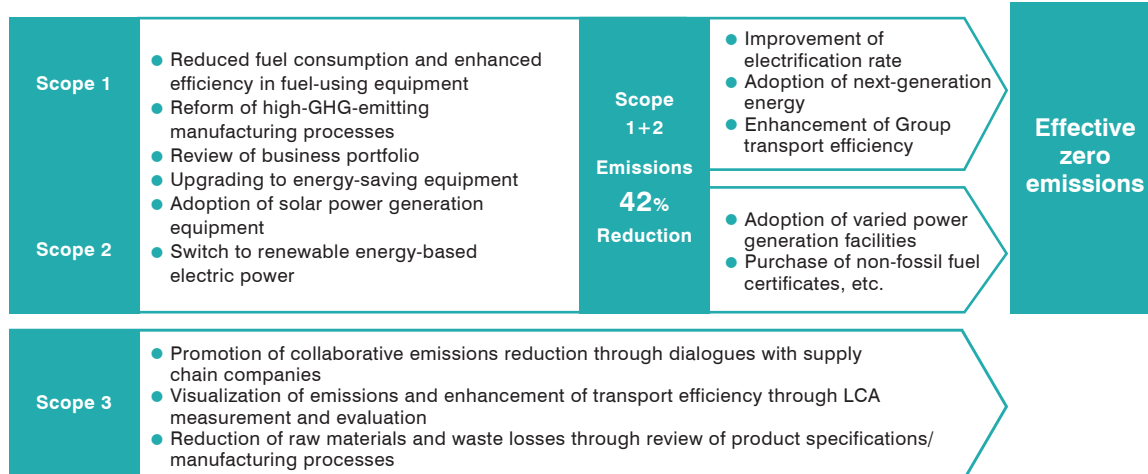 Scope 1
Scope 2
● Reduced fuel consumption and enhanced
efficiency in fuel-using equipment
● Reform of high-GHG-emitting
manufacturing processes
● Review of business portfolio
● Upgrading to energy-saving equipment
● Adoption of solar power generation
equipment
● Switch to renewable energy-based
electric power
Scope
1+2
Emissions
42%
Reduction
● Improvement of
electrification rate
● Adoption of next-generation
energy
● Enhancement of Group
transport efficiency
● Adoption of varied power
generation facilities
● Purchase of non-fossil fuel
certificates, etc.
Effective
zero
emissions
Scope 3
● Promotion of collaborative emissions reduction through dialogues with supply
chain companies
● Visualization of emissions and enhancement of transport efficiency through LCA
measurement and evaluation
● Reduction of raw materials and waste losses through review of product specifications/
manufacturing processes